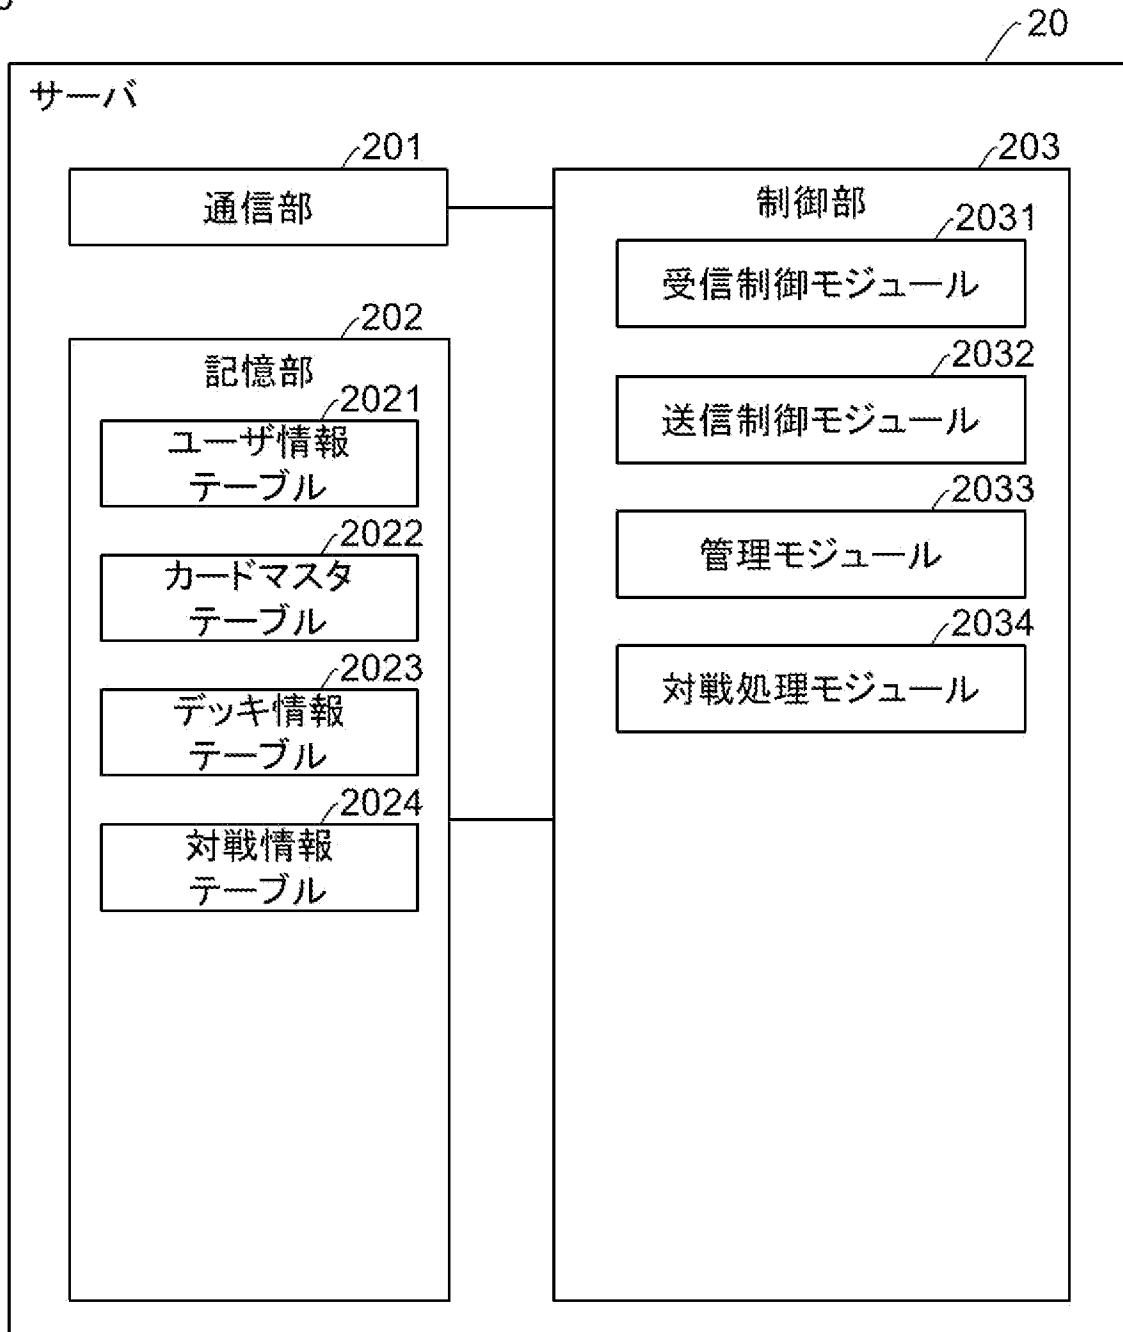 20
サーバ
201
通信部
202
記憶部
2021
ユーザ情報
テーブル
2022
カードマスタ
テーブル
2023
デッキ情報
テーブル
2024
対戦情報
テーブル
203
制御部
2031
受信制御モジュール
2032
送信制御モジュール
2033
管理モジュール
2034
対戦処理モジュール